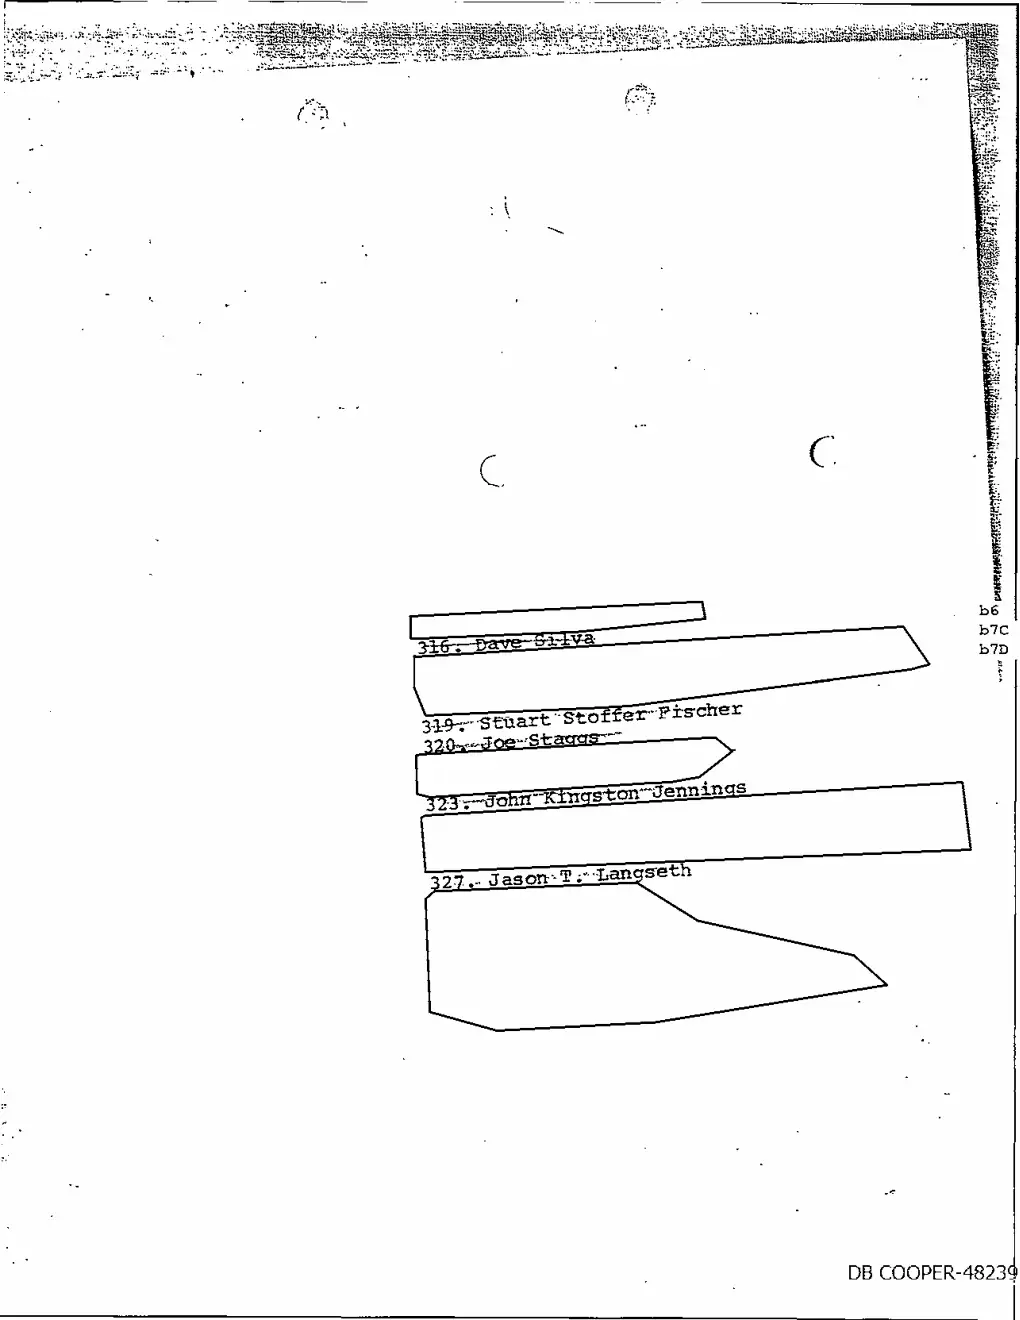 b6
316. Dave Silva
b7C
b7D
319. Stuart Stoffer Fischer
320. Joe Staggs
323. John Kingston Jennings
327. Jason T. Langseth
DB COOPER-48239